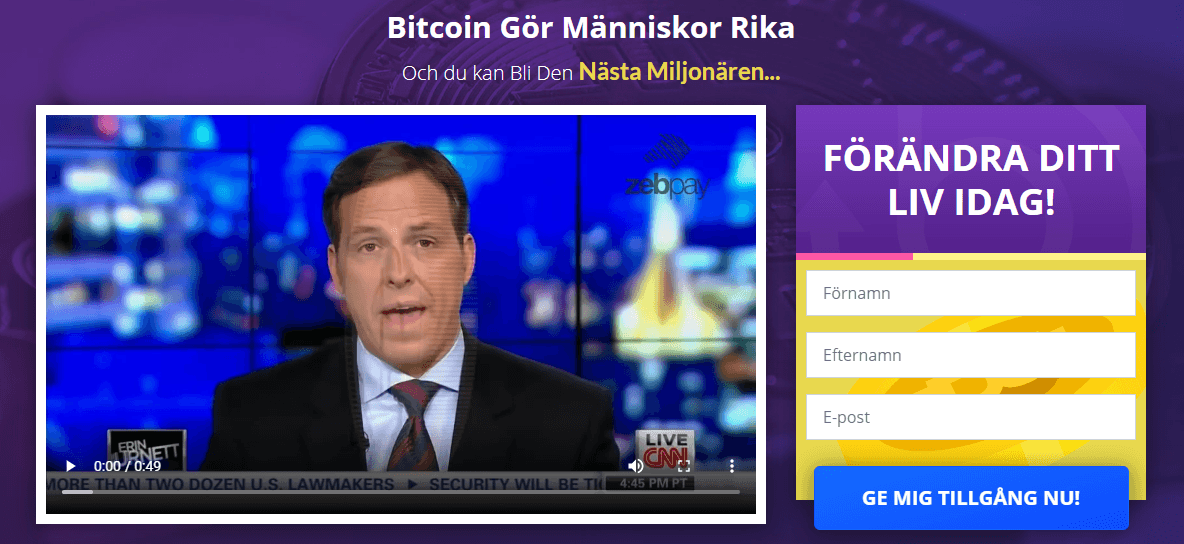 Bitcoin Gör Människor Rika
Och du kan Bli Den Nästa Miljonären...
zebpay
FÖRÄNDRA DITT
LIV IDAG!
Förnamn
Efternamn
E-post
GE MIG TILLGÅNG NU!
ERIN
BURNETT
LIVE
CNN
0:00 / 0:49
MORE THAN TWO DOZEN U.S. LAWMAKERS ► SECURITY WILL BE
4:45 PM PT